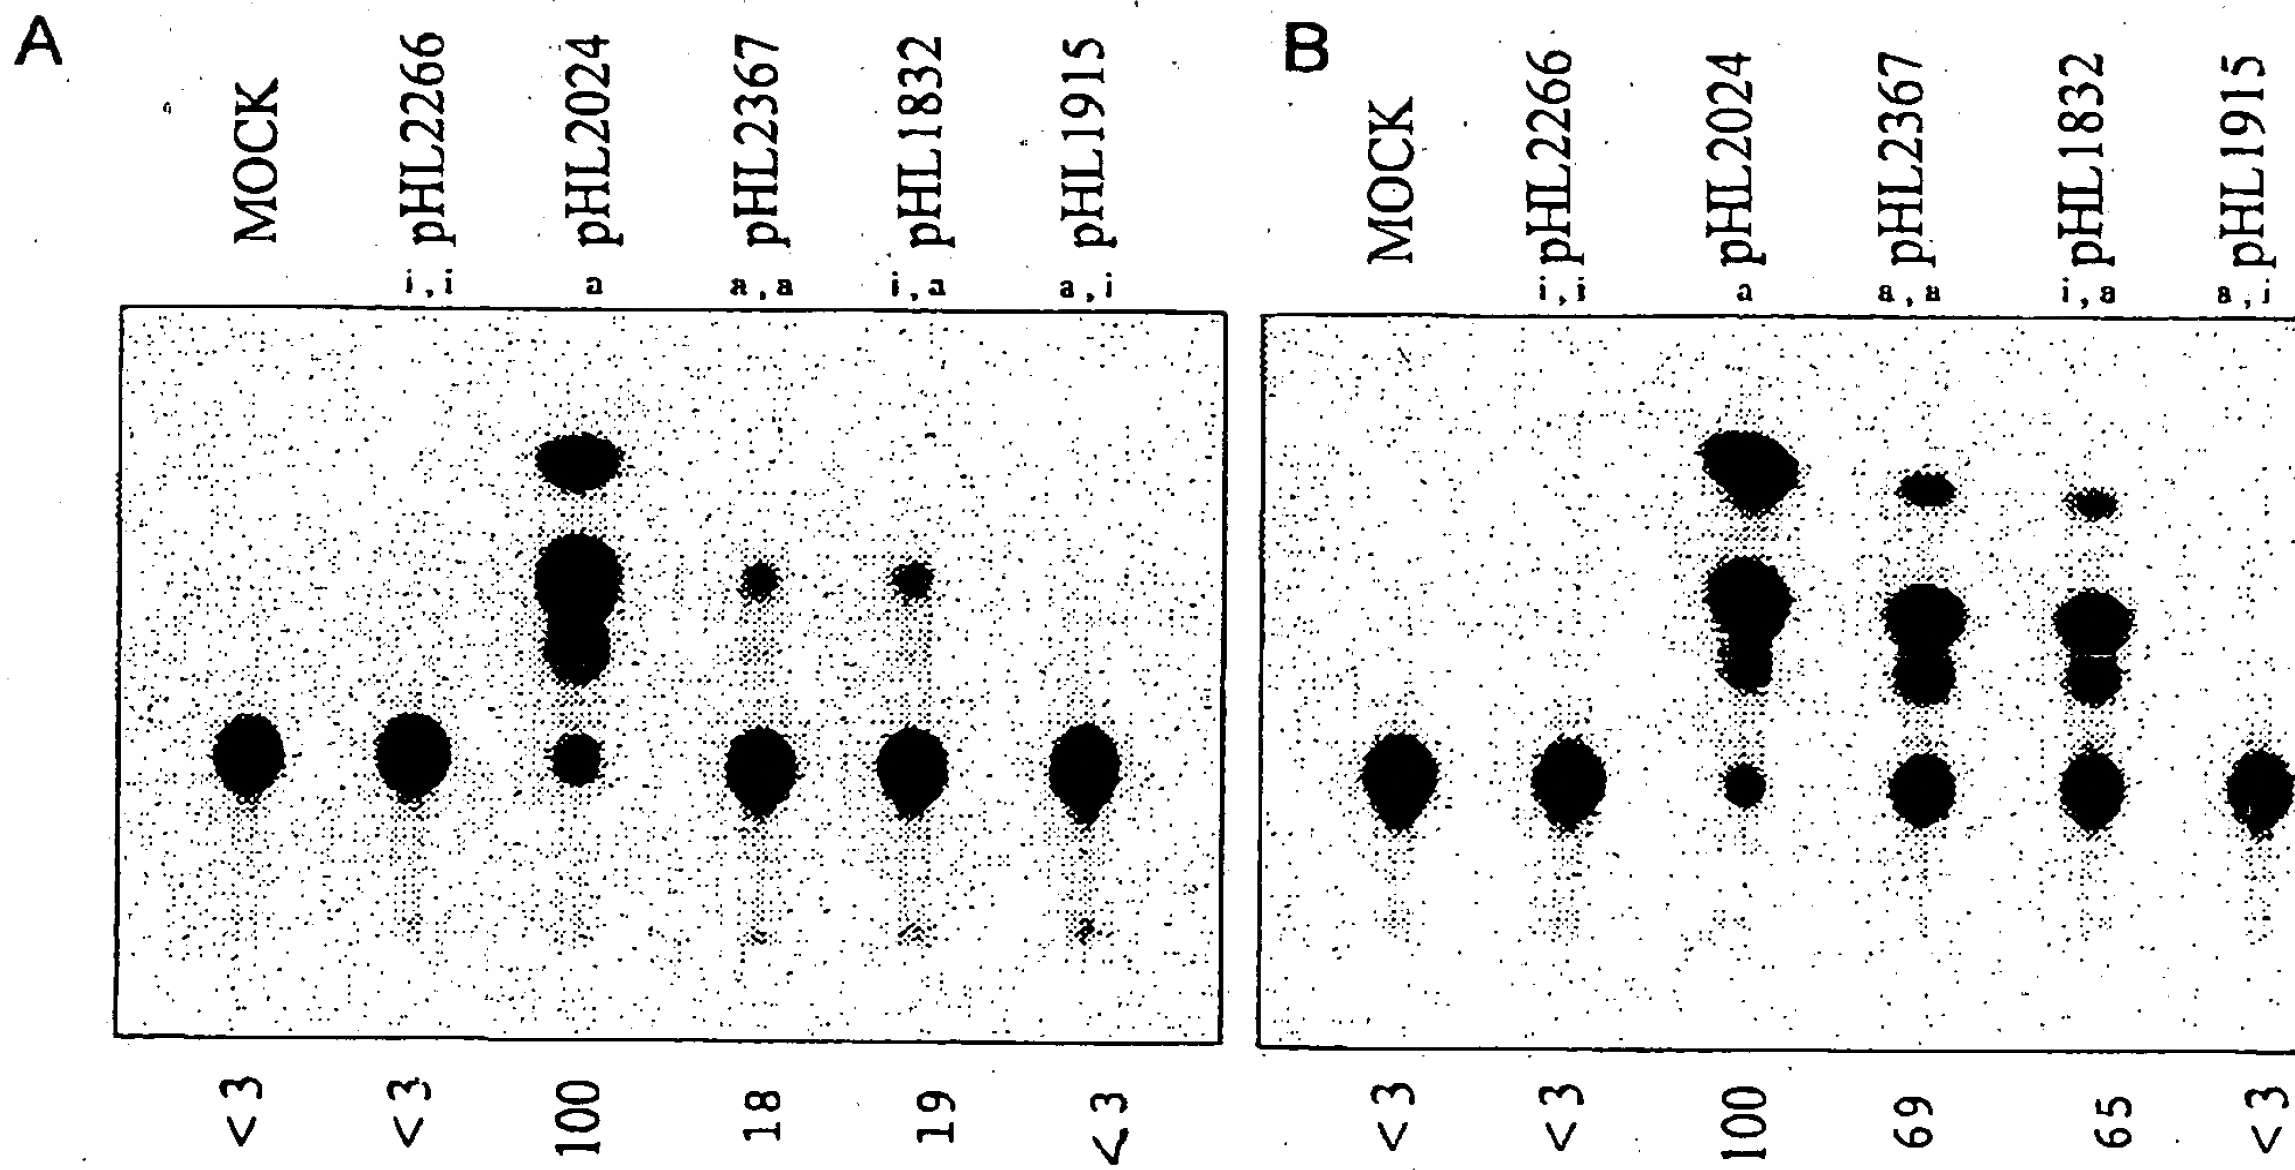 A
MOCK
pHL2266
pHL2024
pHL2367
pHL1832
pHL1915
i,i
a
a,a
i,a
a,i
<3
<3
100
18
19
<3
B
MOCK
pHL2266
pHL2024
pHL2367
pHL1832
pHL1915
i,i
a
a,a
i,a
a,i
<3
<3
100
69
65
<3